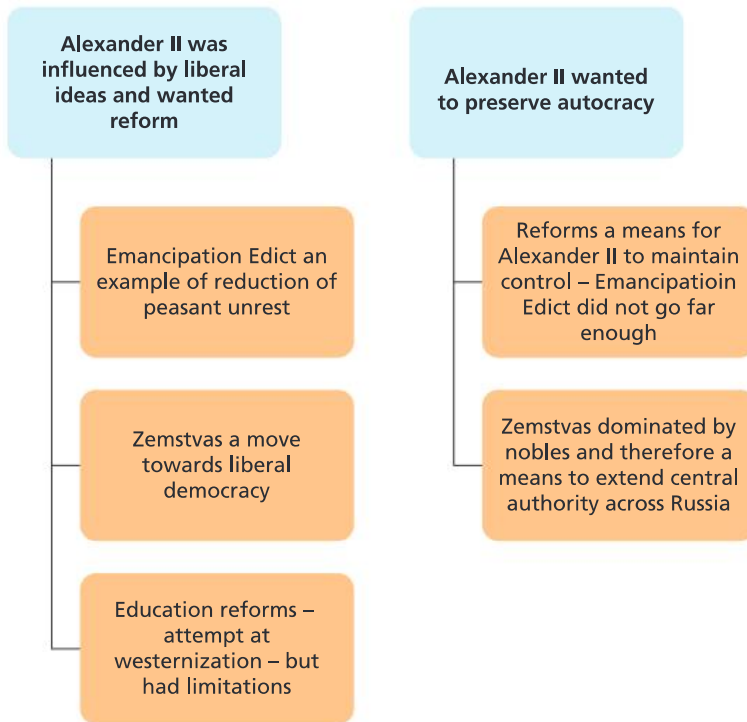 Alexander II was
influenced by liberal
ideas and wanted
reform
Emancipation Edict an
example of reduction of
peasant unrest
Zemstvas a move
towards liberal
democracy
Education reforms –
attempt at
westernization – but
had limitations
Alexander II wanted
to preserve autocracy
Reforms a means for
Alexander II to maintain
control – Emancipatioin
Edict did not go far
enough
Zemstvas dominated by
nobles and therefore a
means to extend central
authority across Russia